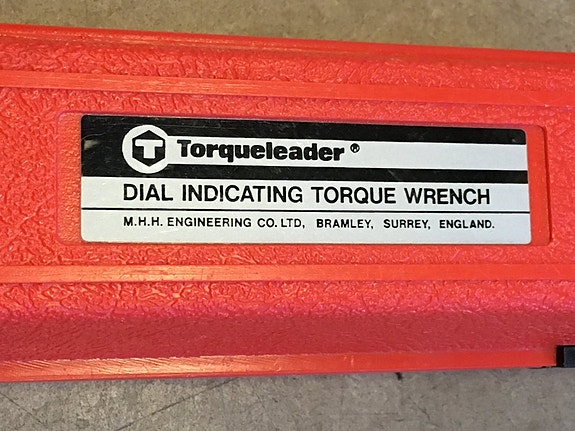 Torqueleader ®
DIAL INDICATING TORQUE WRENCH
M.H.H. ENGINEERING CO. LTD, BRAMLEY, SURREY, ENGLAND.